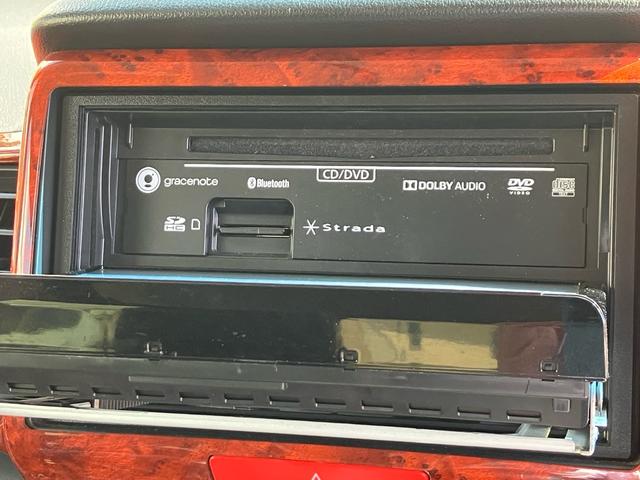 CD/DVD
gracenote
Bluetooth
DOLBY AUDIO
DVD
VIDEO
SD
HC
Strada